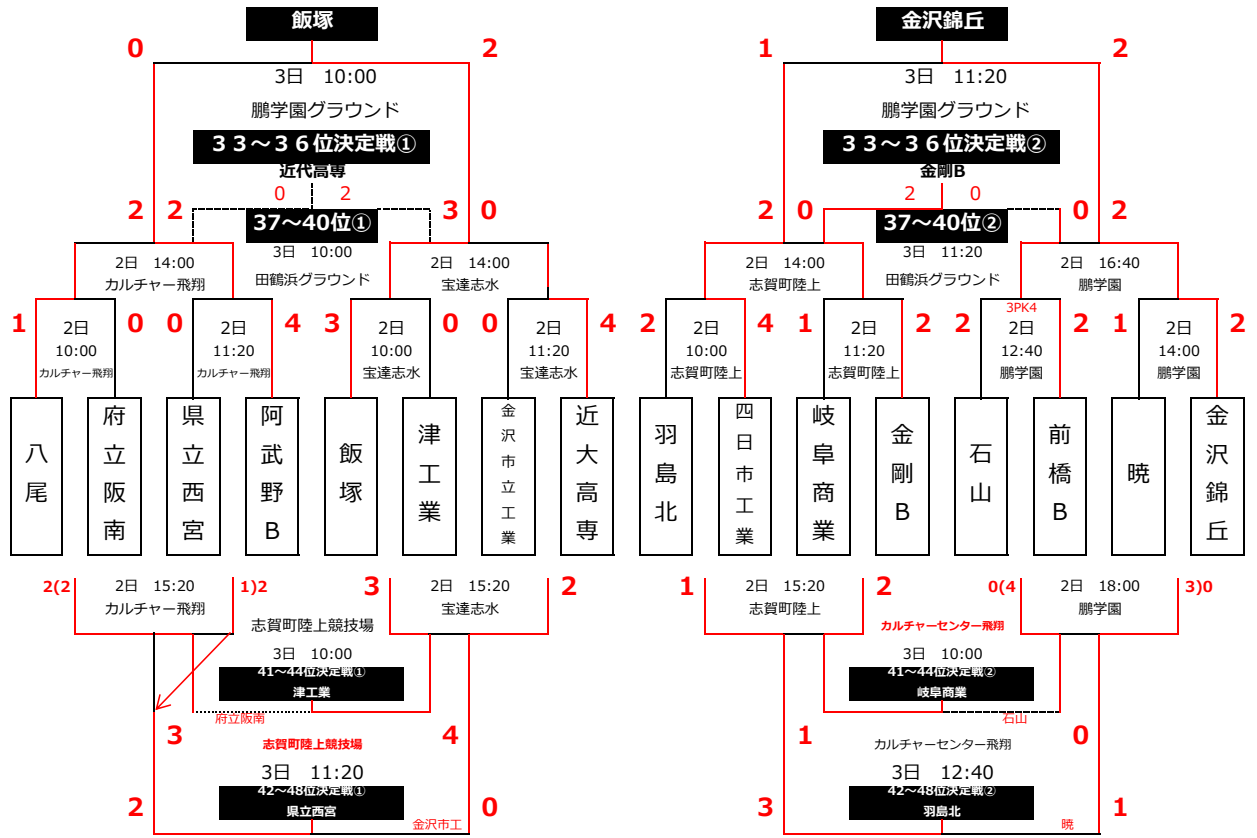 飯塚
金沢錦丘
0 2 1 2
3日 10:00
3日 11:20
鵬学園グラウンド
鵬学園グラウンド
３３～３６位決定戦①
３３～３６位決定戦②
近代高専
金剛B
0 2
2 0
2 2 3 0 2 0 0 2
37～40位①
37～40位②
3日 10:00
3日 11:20
田鶴浜グラウンド
田鶴浜グラウンド
2日 14:00
カルチャー飛翔
2日 14:00
宝達志水
2日 14:00
志賀町陸上
2日 16:40
鵬学園
1 0 0 4 3 0 0 4 2 4 1 2 2 2 1 2
2日
10:00
カルチャー飛翔
2日
11:20
カルチャー飛翔
2日
10:00
宝達志水
2日
11:20
宝達志水
2日
10:00
志賀町陸上
2日
11:20
志賀町陸上
3PK4
2日
12:40
鵬学園
2日
14:00
鵬学園
八尾
府立阪南
県立西宮
阿武野B
飯塚
津工業
金沢市立工業
近大高専
羽島北
四日市工業
岐阜商業
金剛B
石山
前橋B
暁
金沢錦丘
2(2 1)2 3 2 1 2 0(4 3)0
2日 15:20
カルチャー飛翔
2日 15:20
宝達志水
2日 15:20
志賀町陸上
2日 18:00
鵬学園
志賀町陸上競技場
カルチャーセンター飛翔
3日 10:00
3日 10:00
41～44位決定戦①
津工業
41～44位決定戦②
岐阜商業
府立阪南
石山
3 4 1 0
志賀町陸上競技場
カルチャーセンター飛翔
3日 11:20
3日 12:40
42～48位決定戦①
県立西宮
42～48位決定戦②
羽島北
2 0 3 1
金沢市工
暁